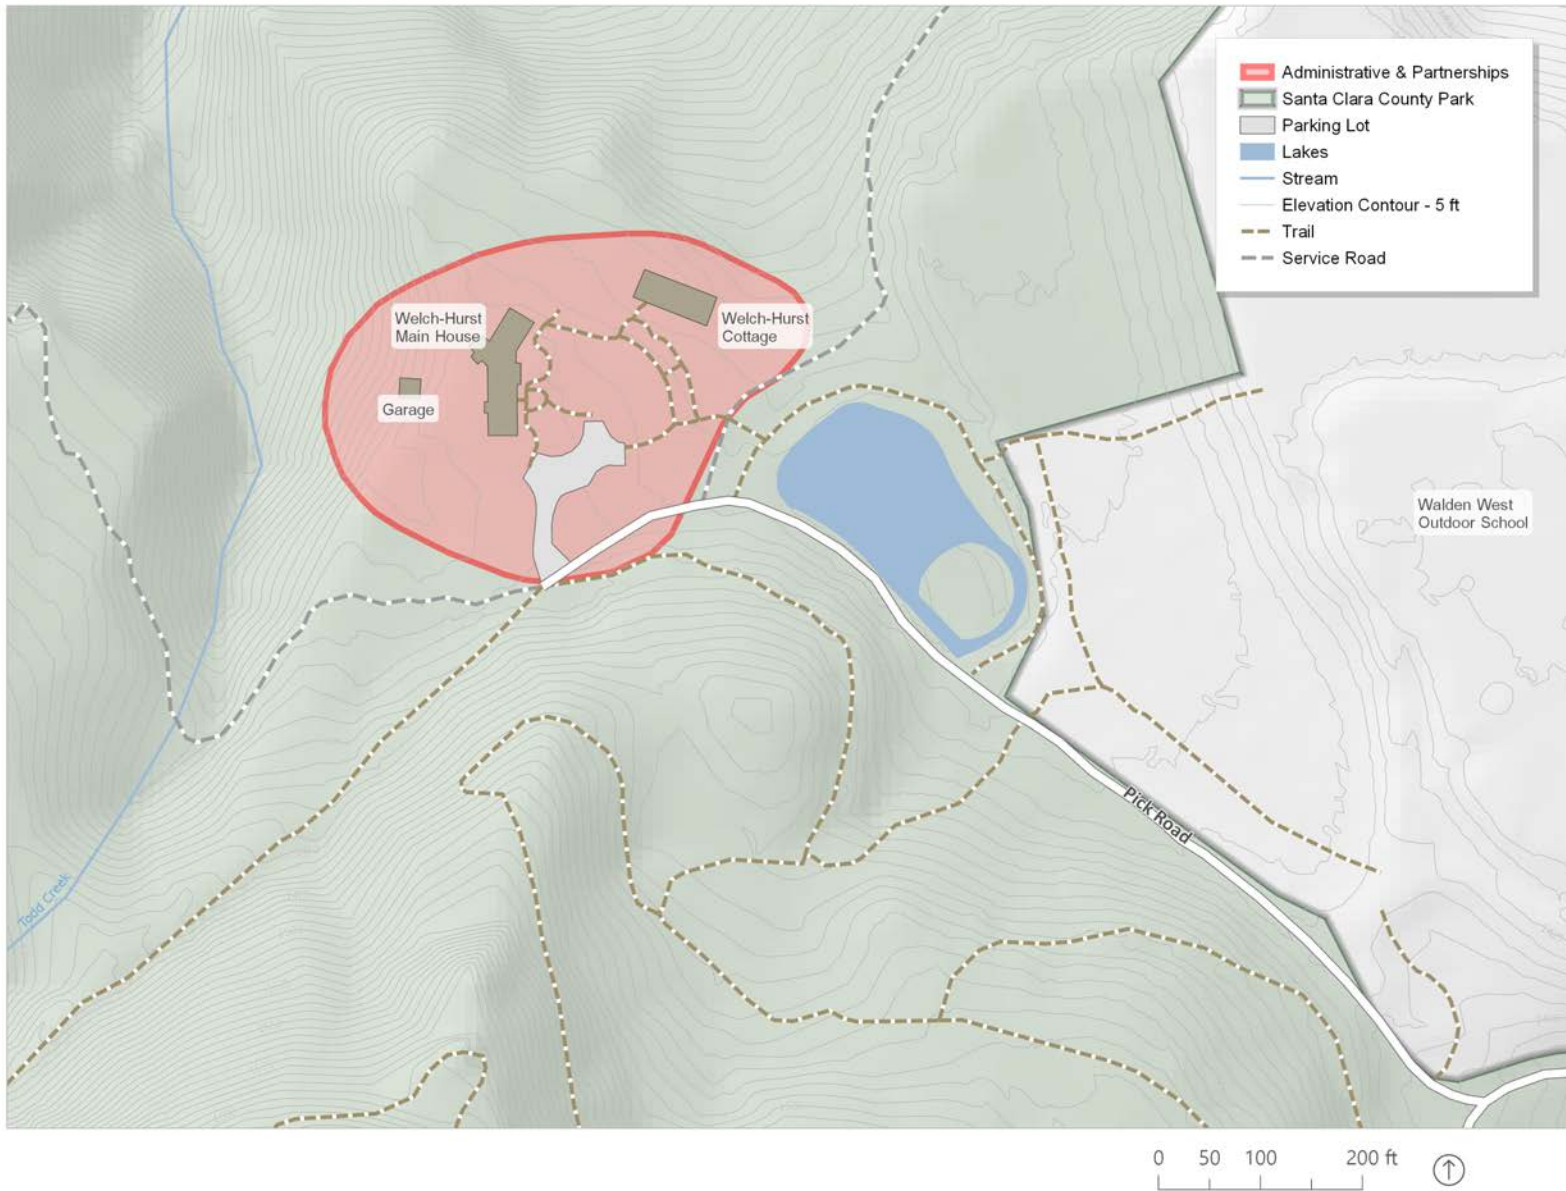 Administrative & Partnerships
Santa Clara County Park
Parking Lot
Lakes
Stream
Elevation Contour - 5 ft
Trail
Service Road
Welch-Hurst
Main House
Welch-Hurst
Cottage
Garage
Walden West
Outdoor School
Pick Road
Todd Creek
0 50 100 200 ft